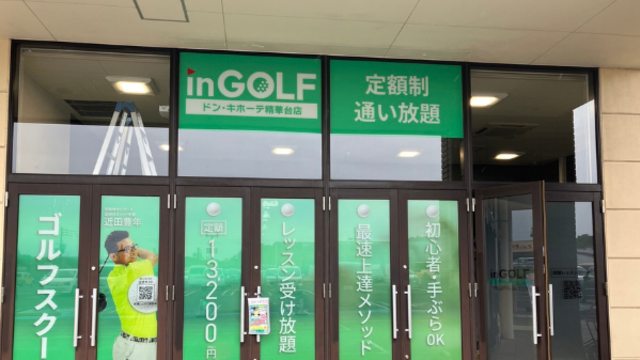 inGOLF
ドン・キホーテ精華台店
定額制
通い放題
ゴルフスクー
近田豊年
定額
13200円
レッスン受け放題
最速上達メソッド
初心者・手ぶらOK
inGOLF